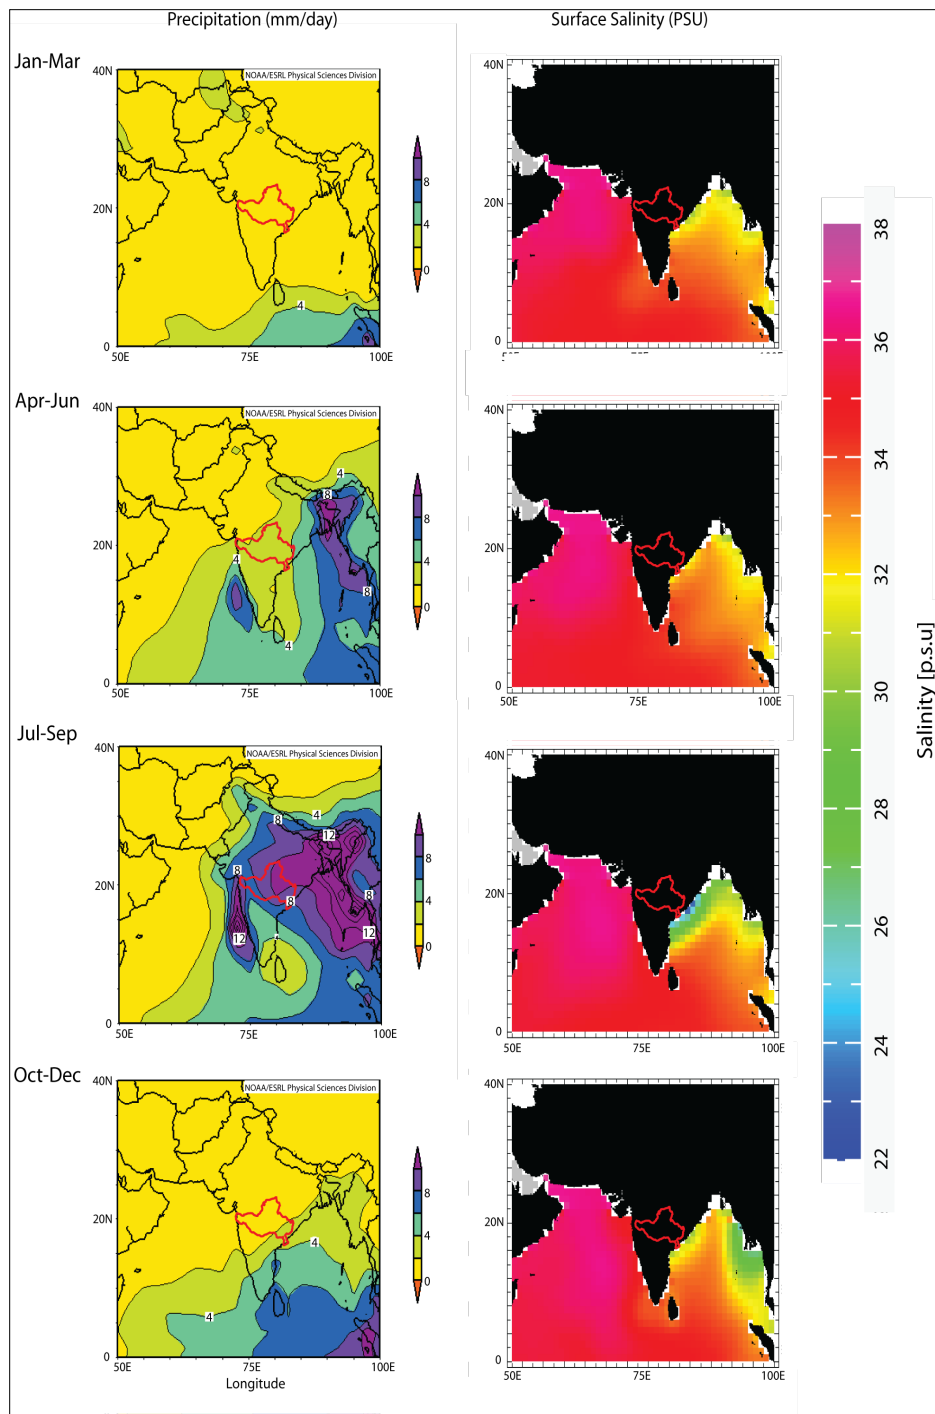 Precipitation (mm/day) Surface Salinity (PSU)
Jan-Mar
40N NOAA/ESRL Physical Sciences Division 40N
8
20N 4 20N
0
4
0 0
50E 75E 100E
Apr-Jun
40N NOAA/ESRL Physical Sciences Division 40N
4
8
8
20N 4 20N
4
8 0
4
0 0
50E 75E 100E 50E 75E 100E
Jul-Sep
40N NOAA/ESRL Physical Sciences Division 40N
8 4
12
8
8
20N 8 4 20N
8
12 12
0
0 0
50E 75E 100E 50E 75E 100E
Oct-Dec
40N NOAA/ESRL Physical Sciences Division 40N
8
20N 4 20N
4
0
4
0 0
50E 75E 100E 50E 75E 100E
Longitude
38
36
34
32
30
28
26
24
22
Salinity [p.s.u]